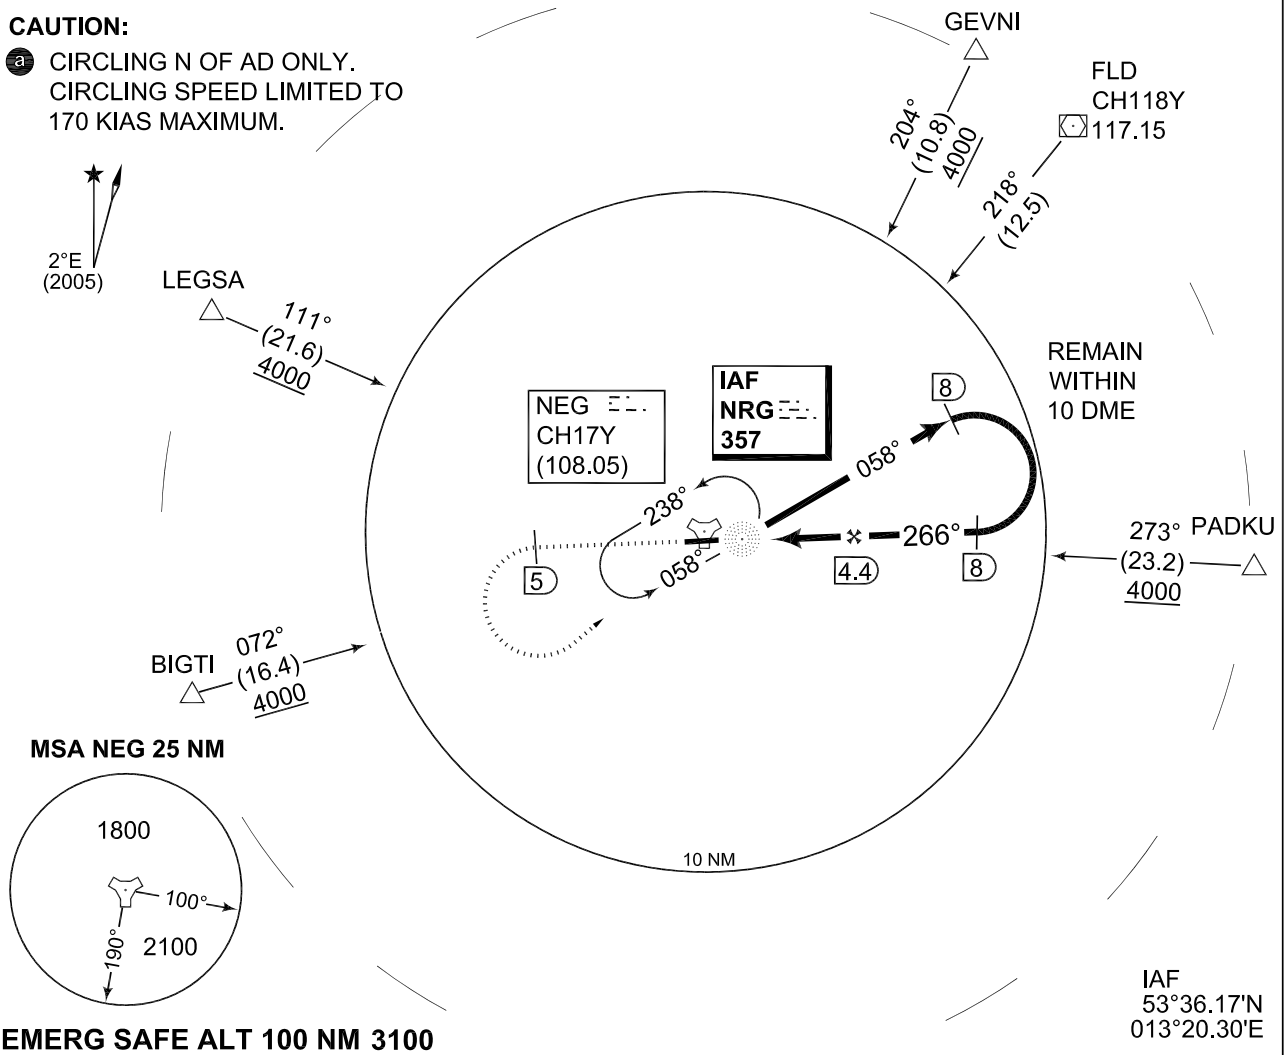 CAUTION:
a CIRCLING N OF AD ONLY.
CIRCLING SPEED LIMITED TO
170 KIAS MAXIMUM.
GEVNI
204°
(10.8)
4000
FLD
CH118Y
117.15
218°
(12.5)
2°E
(2005)
LEGSA
111°
(21.6)
4000
REMAIN
WITHIN
10 DME
NEG
CH17Y
(108.05)
IAF
NRG
357
8
058°
238°
058°
266°
5
4.4
8
273°
(23.2)
4000
PADKU
BIGTI
072°
(16.4)
4000
10 NM
MSA NEG 25 NM
1800
100°
190°
2100
EMERG SAFE ALT 100 NM 3100
IAF
53°36.17'N
013°20.30'E